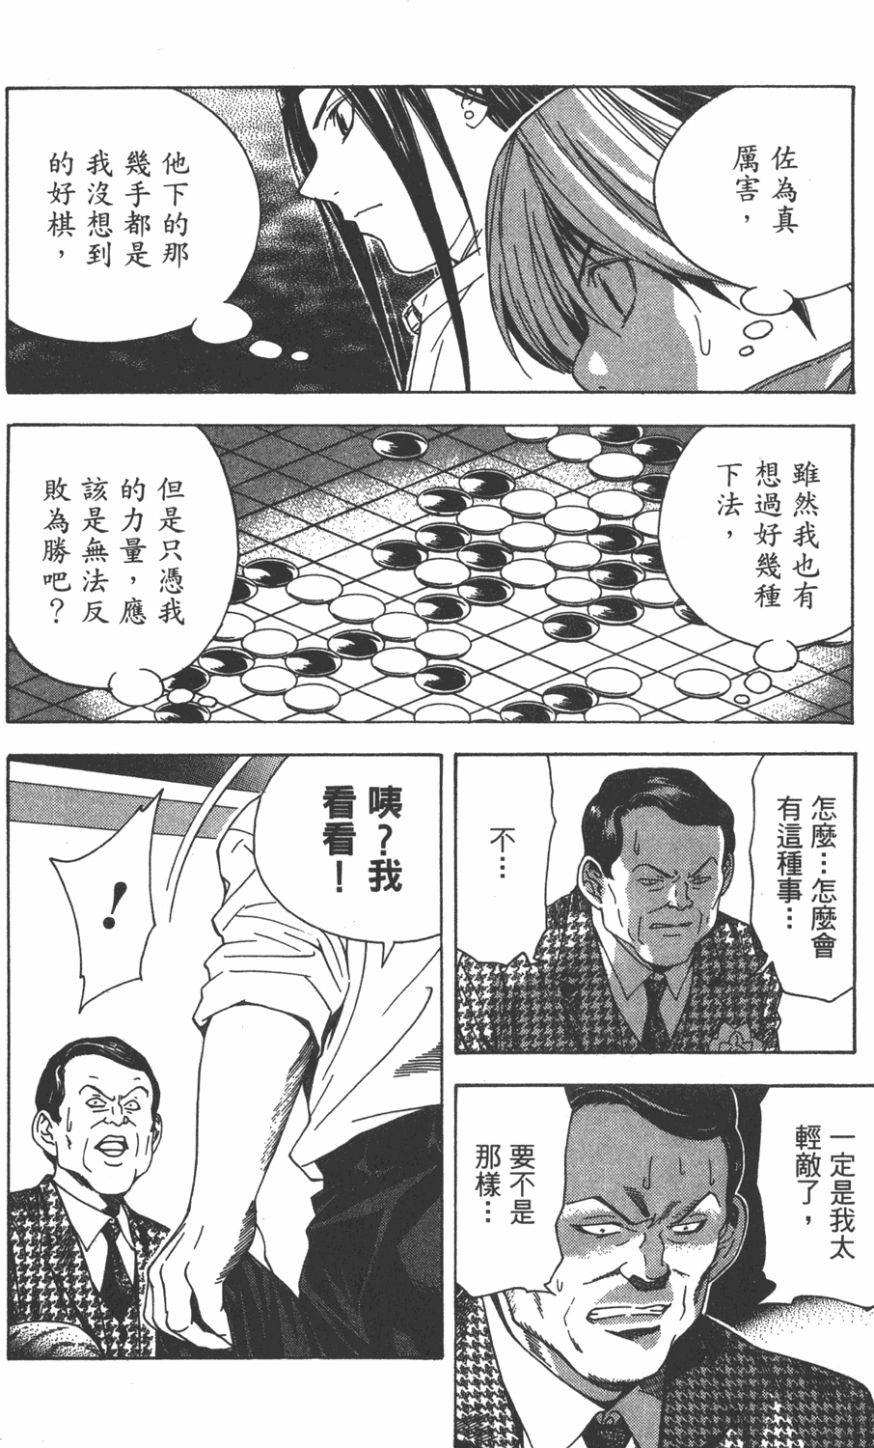 佐為真
厲害，
他下的那
幾手都是
我沒想到
的好棋，
雖然我也有
想過好幾種
下法，
但是只憑我
的力量，應
該是無法反
敗為勝吧？
怎麼…怎麼會
有這種事…
不…
一定是我太
輕敵了，
要不是
那樣…
咦？我
看看！
！